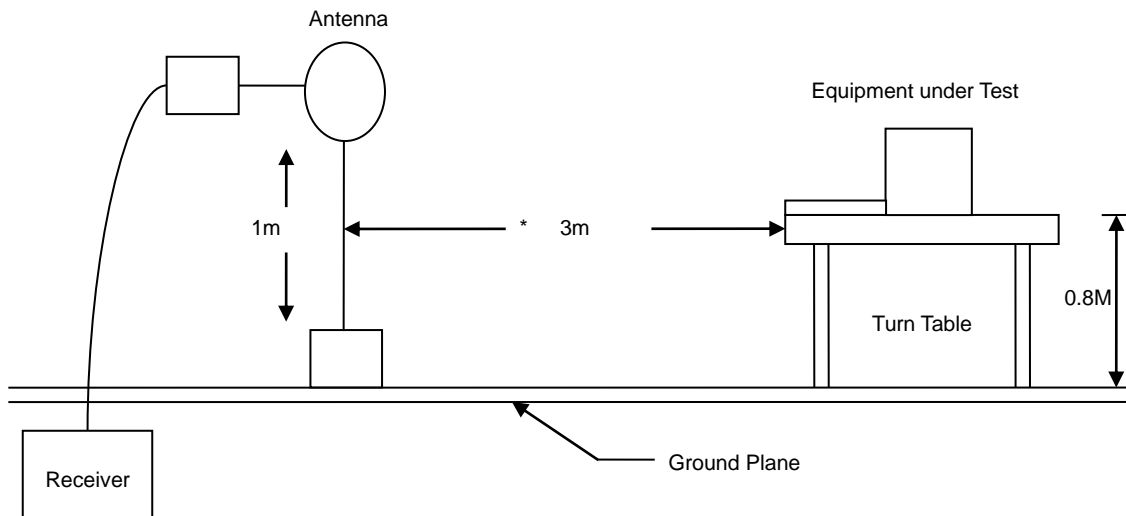 Antenna
Equipment under Test
1m
* 3m
0.8M
Turn Table
Ground Plane
Receiver